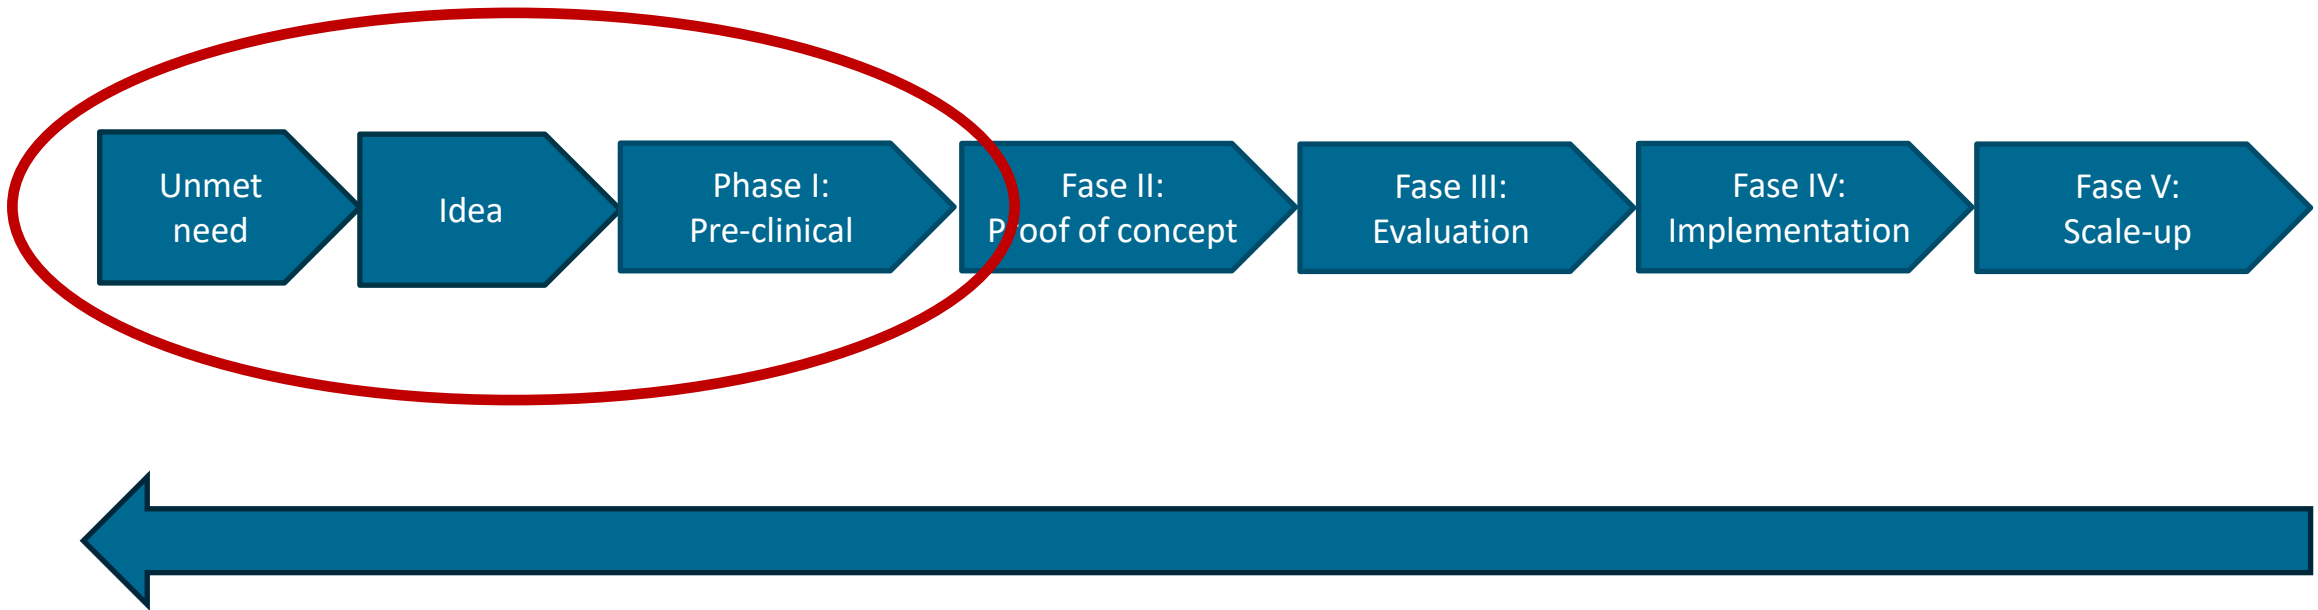 Unmet
need
Idea
Phase I:
Pre-clinical
Fase II:
Proof of concept
Fase III:
Evaluation
Fase IV:
Implementation
Fase V:
Scale-up